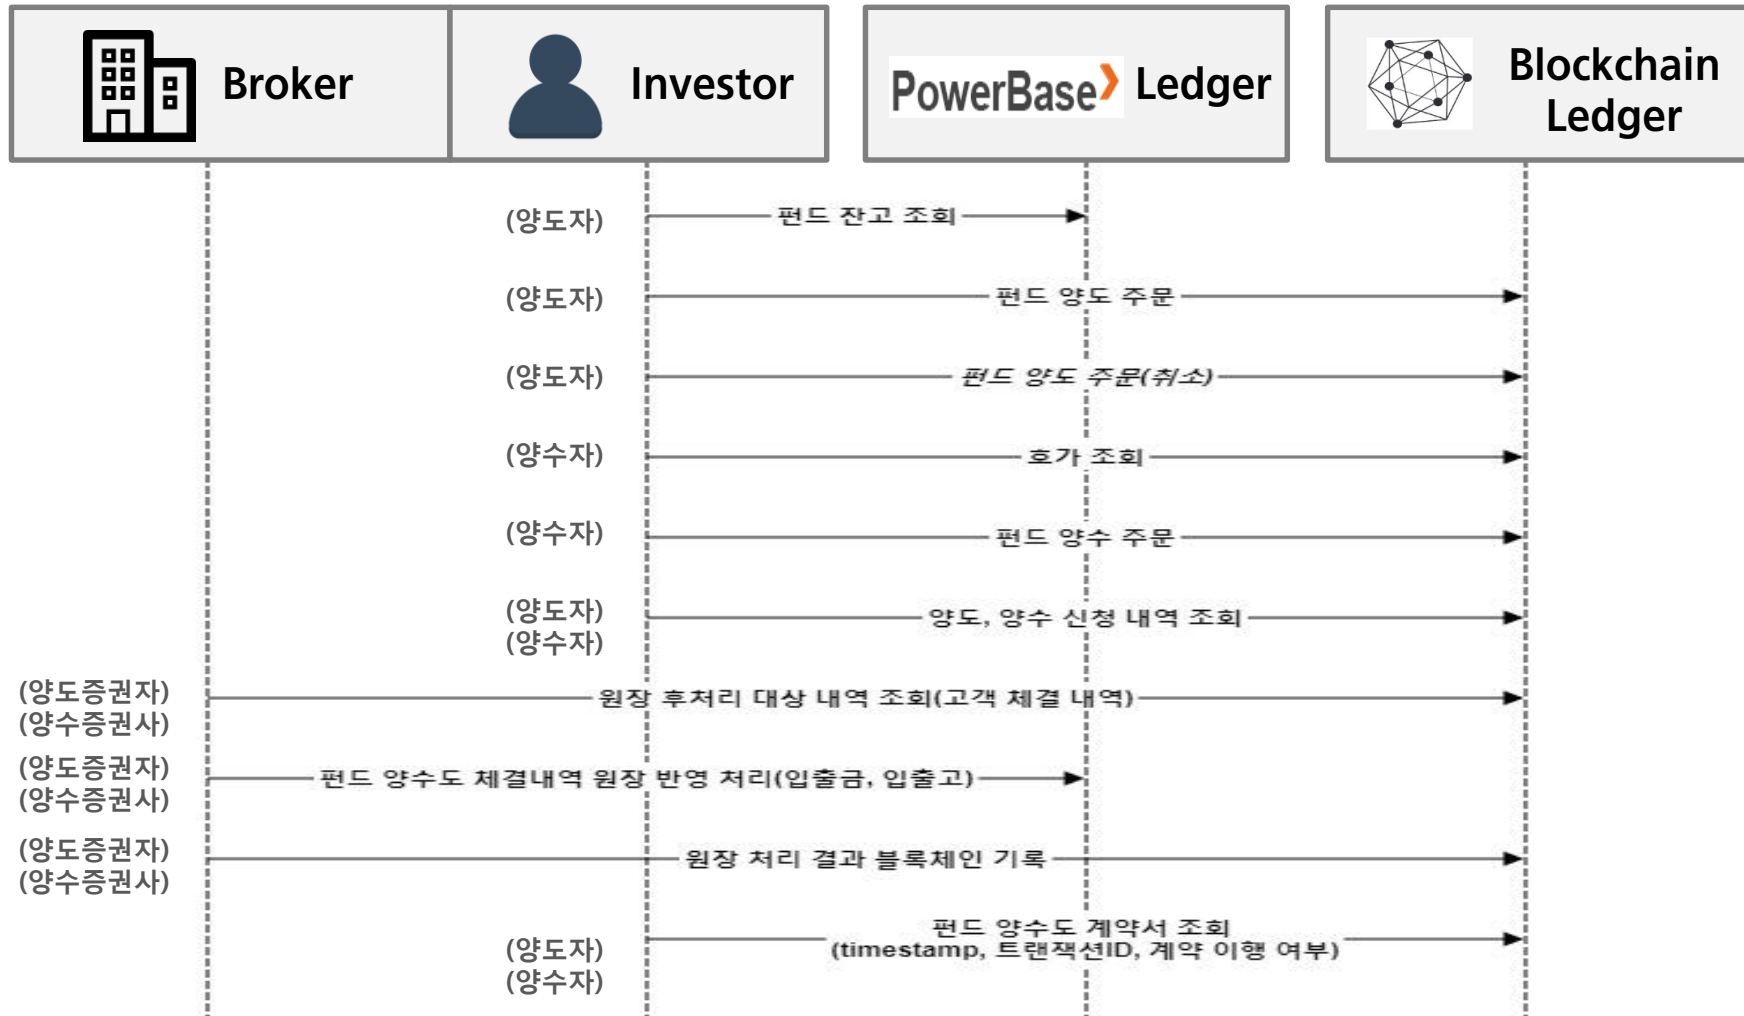 Broker
Investor
PowerBase Ledger
Blockchain
Ledger
(양도자)
펀드 잔고 조회
(양도자)
펀드 양도 주문
(양도자)
펀드 양도 주문(취소)
(양수자)
호가 조회
(양수자)
펀드 양수 주문
(양도자)
(양수자)
양도, 양수 신청 내역 조회
(양도증권자)
(양수증권사)
원장 후처리 대상 내역 조회(고객 체결 내역)
(양도증권자)
(양수증권사)
펀드 양수도 체결내역 원장 반영 처리(입출금, 입출고)
(양도증권자)
(양수증권사)
원장 처리 결과 블록체인 기록
(양도자)
(양수자)
펀드 양수도 계약서 조회
(timestamp, 트랜잭션ID, 계약 이행 여부)